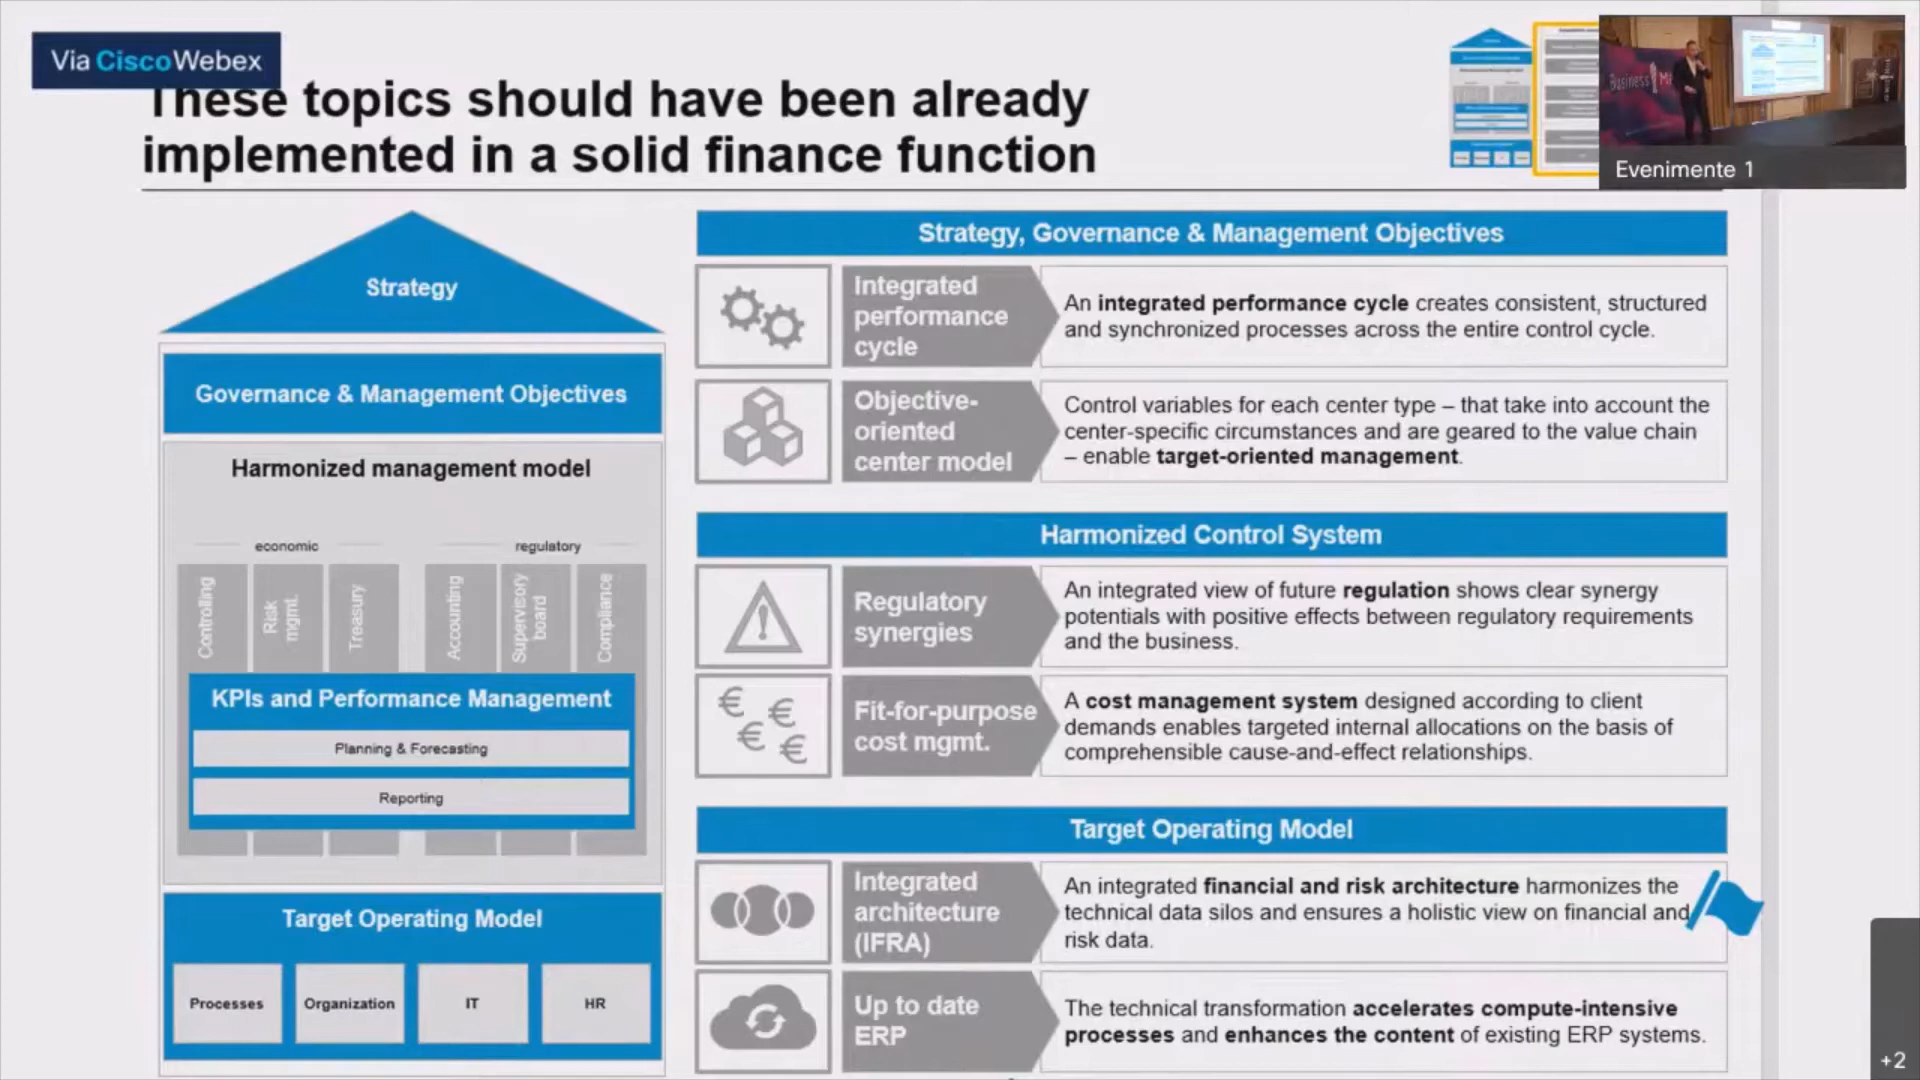 Via CiscoWebex
These topics should have been already
implemented in a solid finance function
Evenimente 1
Strategy
Governance & Management Objectives
Harmonized management model
economic
regulatory
Controlling
Risk
mgmt.
Treasury
Accounting
Supervisory
board
Compliance
KPIs and Performance Management
Planning & Forecasting
Reporting
Target Operating Model
Processes
Organization
IT
HR
Strategy, Governance & Management Objectives
Integrated
performance
cycle
An integrated performance cycle creates consistent, structured
and synchronized processes across the entire control cycle.
Objective-
oriented
center model
Control variables for each center type – that take into account the
center-specific circumstances and are geared to the value chain
– enable target-oriented management.
Harmonized Control System
Regulatory
synergies
An integrated view of future regulation shows clear synergy
potentials with positive effects between regulatory requirements
and the business.
Fit-for-purpose
cost mgmt.
A cost management system designed according to client
demands enables targeted internal allocations on the basis of
comprehensible cause-and-effect relationships.
Target Operating Model
Integrated
architecture
(IFRA)
An integrated financial and risk architecture harmonizes the
technical data silos and ensures a holistic view on financial and
risk data.
Up to date
ERP
The technical transformation accelerates compute-intensive
processes and enhances the content of existing ERP systems.
+2